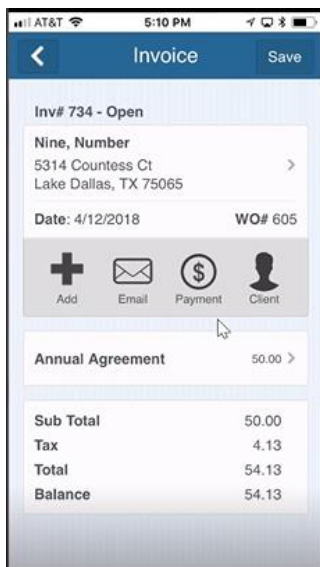 AT&T 5:10 PM
Invoice Save
Inv# 734 - Open
Nine, Number
5314 Countess Ct
Lake Dallas, TX 75065
Date: 4/12/2018 WO# 605
Add Email Payment Client
Annual Agreement 50.00
Sub Total 50.00
Tax 4.13
Total 54.13
Balance 54.13